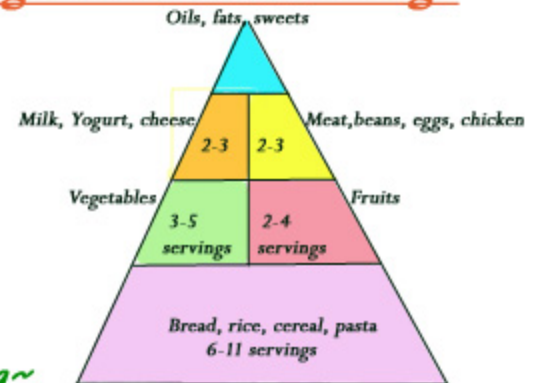 Oils, fats, sweets
Milk, Yogurt, cheese
Meat,beans, eggs, chicken
2-3
2-3
Vegetables
Fruits
3-5
servings
2-4
servings
Bread, rice, cereal, pasta
6-11 servings